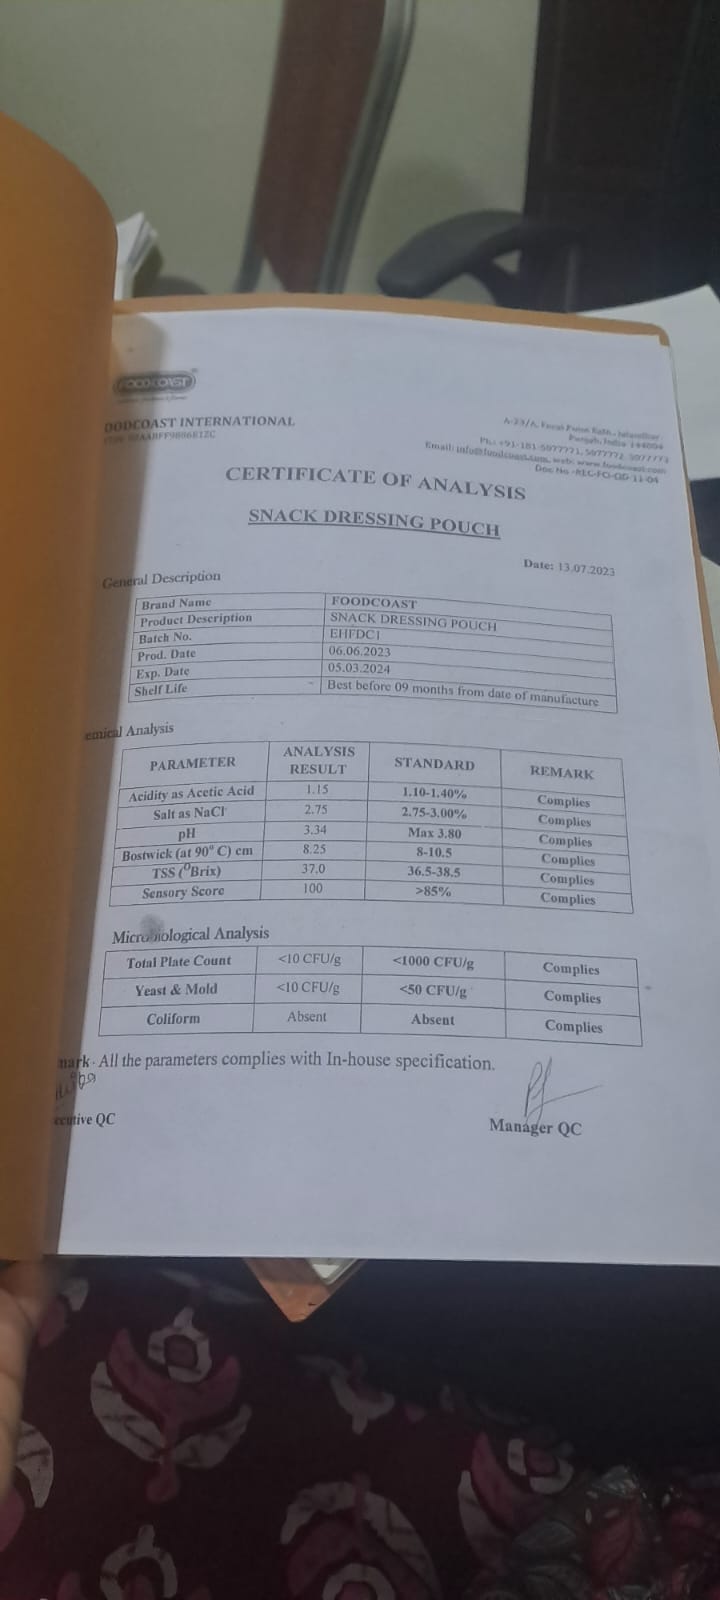 FOODCOAST
OODCOAST INTERNATIONAL
A-23/A, Focal Point Extn., Jalandhar
Punjab, India 144004
Ph.: +91-181-5077771, 5077772, 5077773
Email: info@foodcoast.com, web: www.foodcoast.com
Doc No.-REC-FCI-QD-11-04
CERTIFICATE OF ANALYSIS
SNACK DRESSING POUCH
Date: 13.07.2023
General Description
Brand Name FOODCOAST
Product Description SNACK DRESSING POUCH
Batch No. EHFDC1
Prod. Date 06.06.2023
Exp. Date 05.03.2024
Shelf Life Best before 09 months from date of manufacture
emical Analysis
PARAMETER ANALYSIS RESULT STANDARD REMARK
Acidity as Acetic Acid 1.15 1.10-1.40% Complies
Salt as NaCl 2.75 2.75-3.00% Complies
pH 3.34 Max 3.80 Complies
Bostwick (at 90° C) cm 8.25 8-10.5 Complies
TSS (⁰Brix) 37.0 36.5-38.5 Complies
Sensory Score 100 >85% Complies
Microbiological Analysis
Total Plate Count <10 CFU/g <1000 CFU/g Complies
Yeast & Mold <10 CFU/g <50 CFU/g Complies
Coliform Absent Absent Complies
mark - All the parameters complies with In-house specification.
ecutive QC
Manager QC